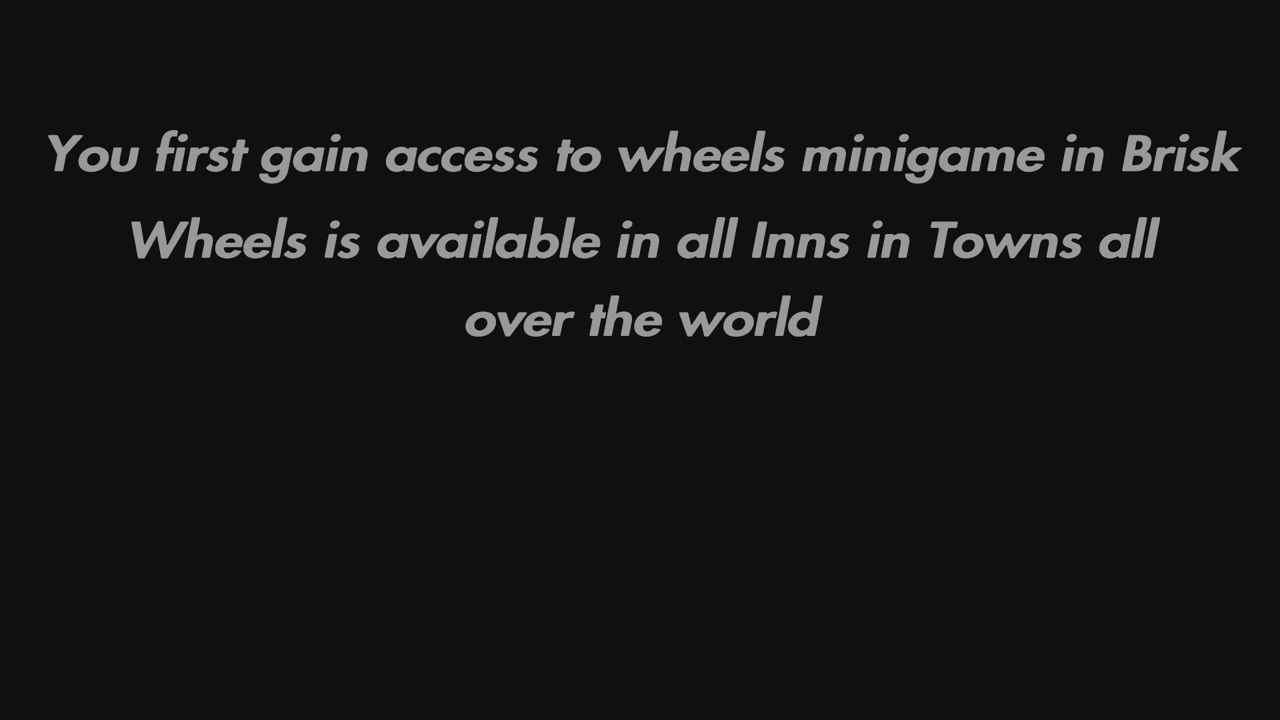 You first gain access to wheels minigame in Brisk
Wheels is available in all Inns in Towns all
over the world